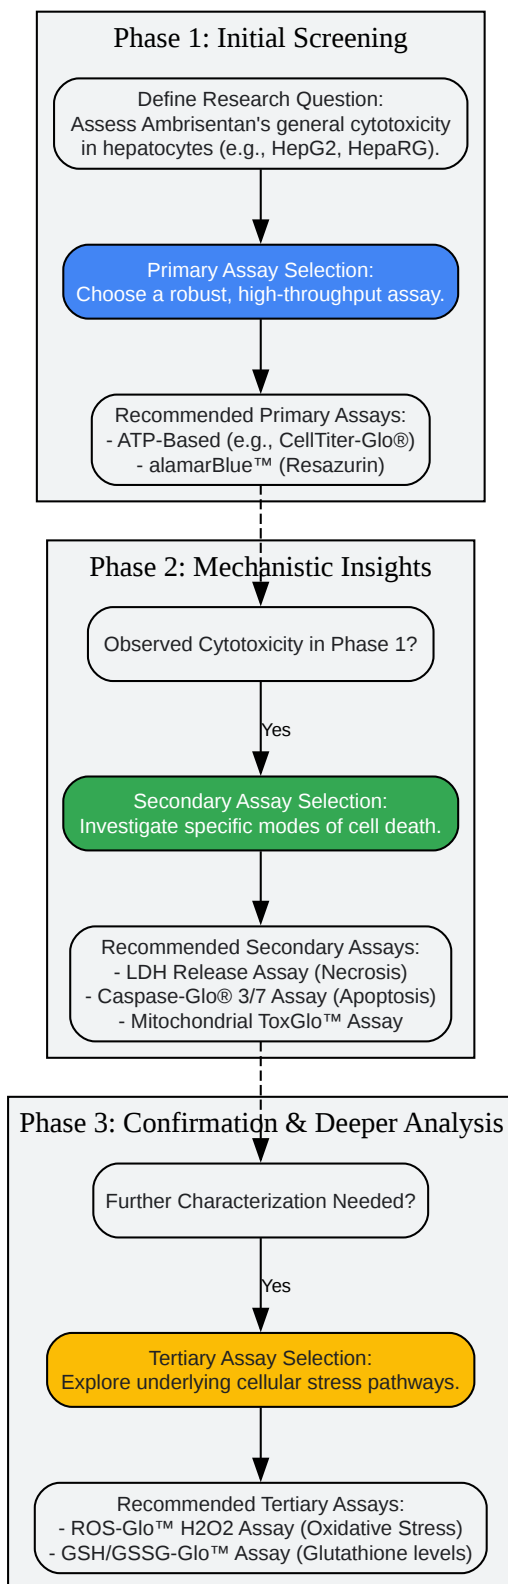 Phase 1: Initial Screening
Define Research Question:
Assess Ambrisentan's general cytotoxicity
in hepatocytes (e.g., HepG2, HepaRG).
Primary Assay Selection:
Choose a robust, high-throughput assay.
Recommended Primary Assays:
- ATP-Based (e.g., CellTiter-Glo®)
- alamarBlue™ (Resazurin)
Phase 2: Mechanistic Insights
Observed Cytotoxicity in Phase 1?
Yes
Secondary Assay Selection:
Investigate specific modes of cell death.
Recommended Secondary Assays:
- LDH Release Assay (Necrosis)
- Caspase-Glo® 3/7 Assay (Apoptosis)
- Mitochondrial ToxGlo™ Assay
Phase 3: Confirmation & Deeper Analysis
Further Characterization Needed?
Yes
Tertiary Assay Selection:
Explore underlying cellular stress pathways.
Recommended Tertiary Assays:
- ROS-Glo™ H2O2 Assay (Oxidative Stress)
- GSH/GSSG-Glo™ Assay (Glutathione levels)